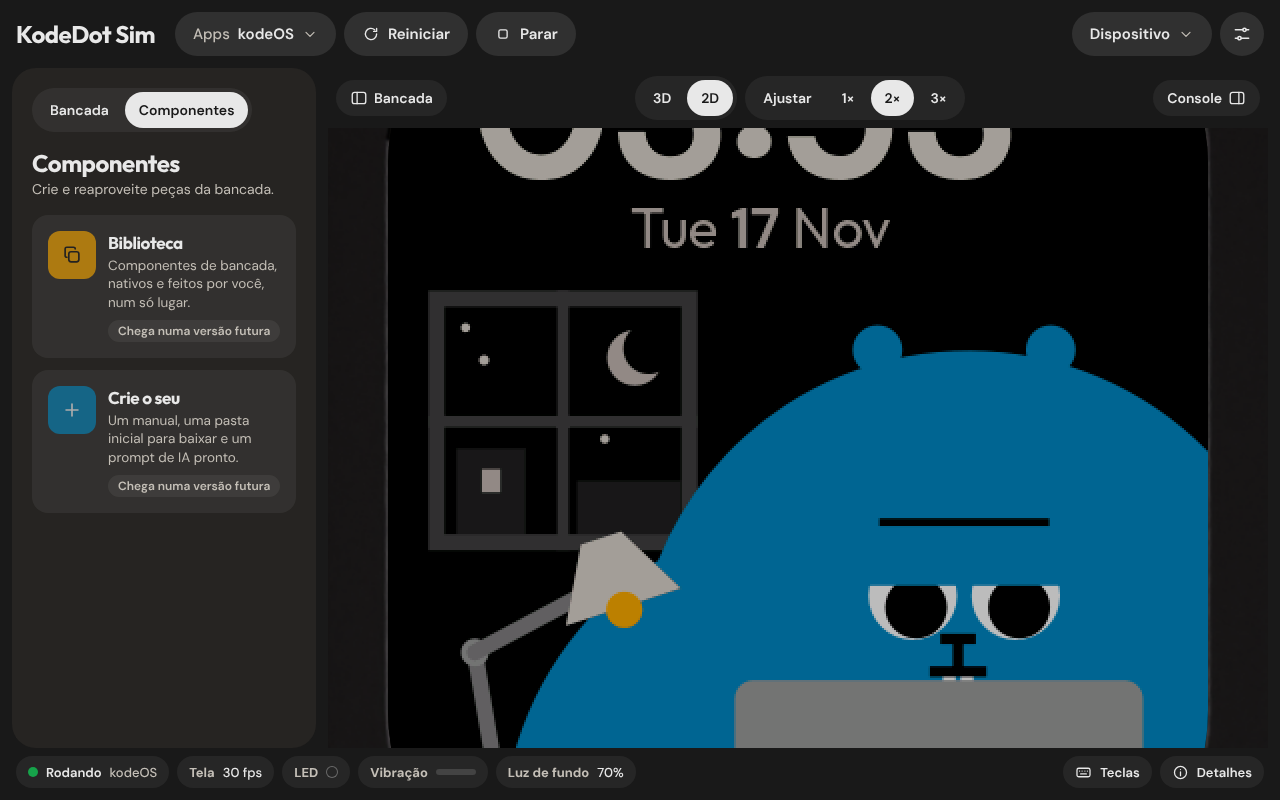 KodeDot Sim
Apps kodeOS
Reiniciar
Parar
Dispositivo
Bancada
Componentes
Bancada
3D
2D
Ajustar
1×
2×
3×
Console
Componentes
Crie e reaproveite peças da bancada.
Biblioteca
Componentes de bancada,
nativos e feitos por você,
num só lugar.
Chega numa versão futura
Crie o seu
Um manual, uma pasta
inicial para baixar e um
prompt de IA pronto.
Chega numa versão futura
Tue 17 Nov
Rodando kodeOS
Tela 30 fps
LED
Vibração
Luz de fundo 70%
Teclas
Detalhes